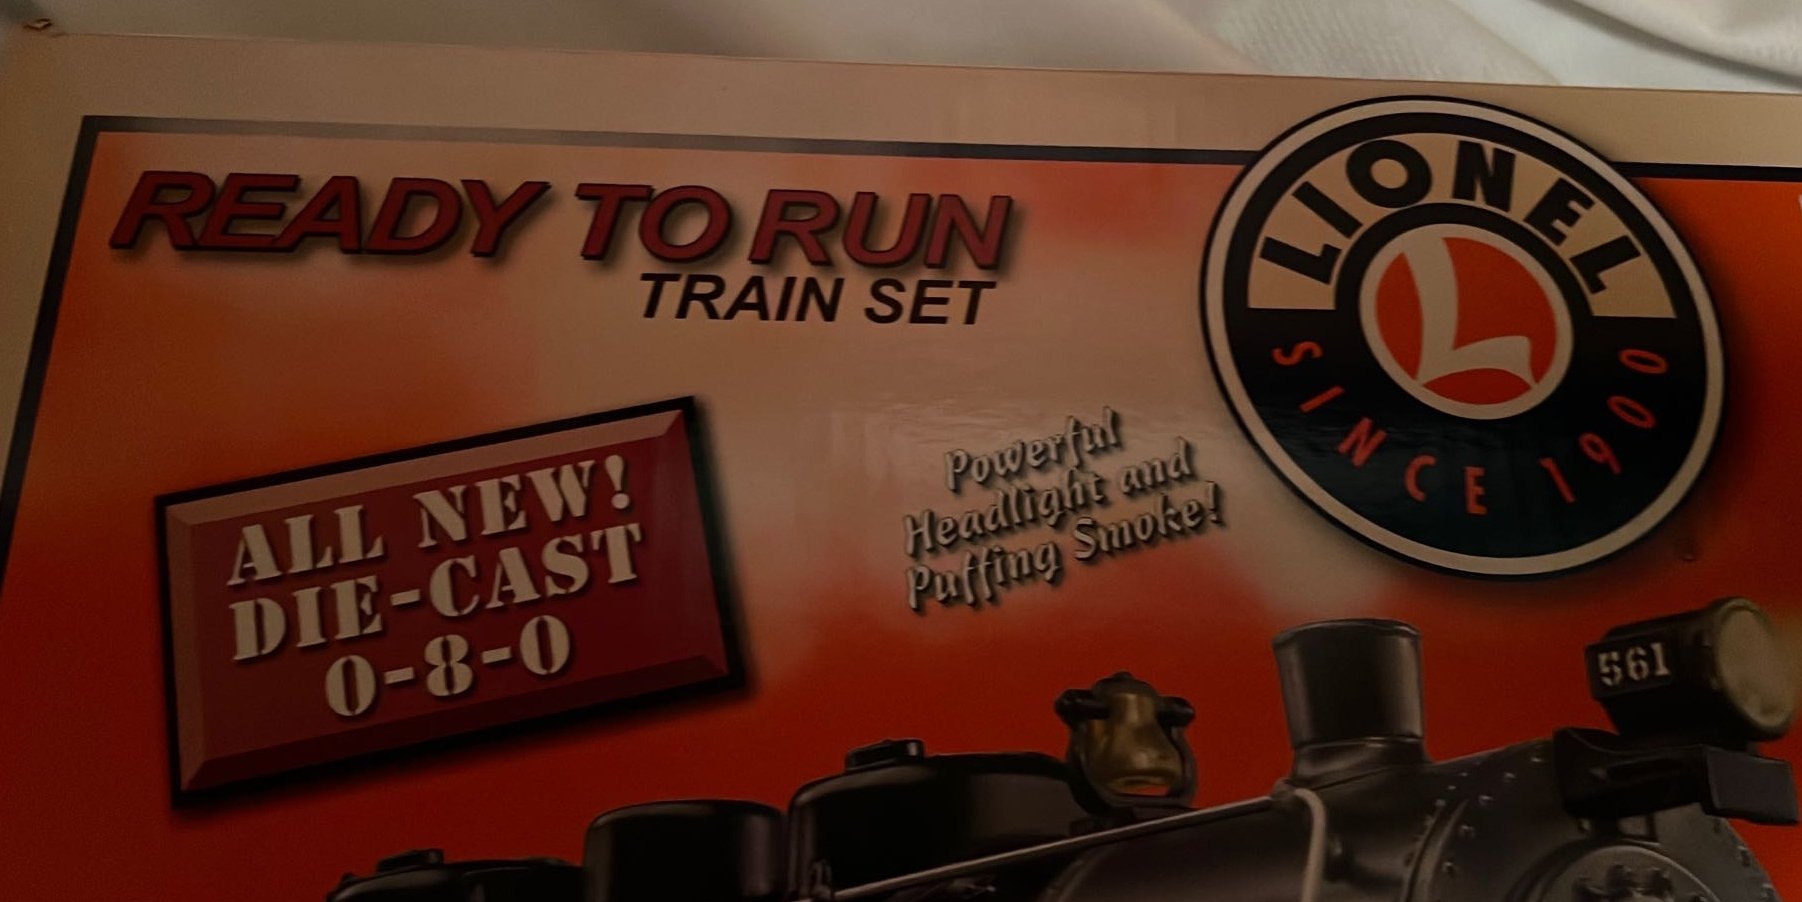 READY TO RUN
TRAIN SET
LIONEL
SINCE 1900
ALL NEW!
DIE-CAST
0-8-0
Powerful
Headlight and
Puffing Smoke!
561